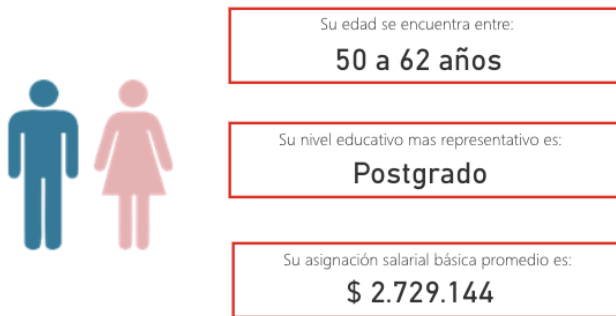 Su edad se encuentra entre:
50 a 62 años
Su nivel educativo mas representativo es:
Postgrado
Su asignación salarial básica promedio es:
$ 2.729.144